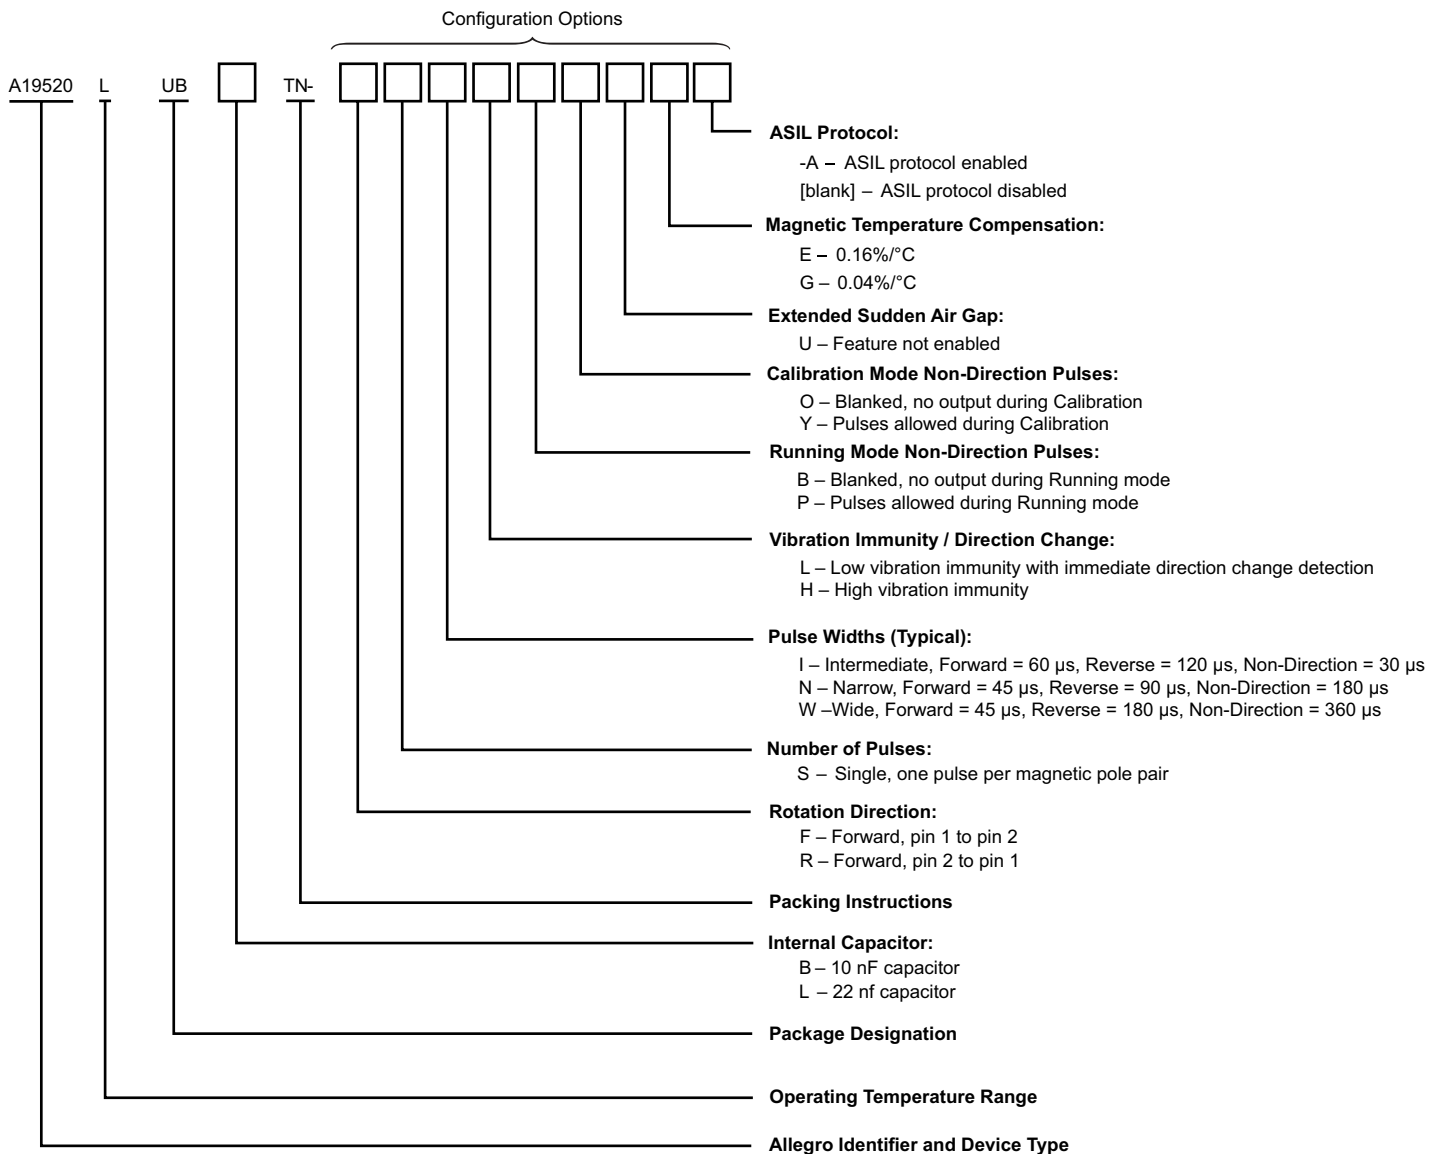 Configuration Options
A19520 L UB TN-
ASIL Protocol:
-A – ASIL protocol enabled
[blank] – ASIL protocol disabled
Magnetic Temperature Compensation:
E – 0.16%/°C
G – 0.04%/°C
Extended Sudden Air Gap:
U – Feature not enabled
Calibration Mode Non-Direction Pulses:
O – Blanked, no output during Calibration
Y – Pulses allowed during Calibration
Running Mode Non-Direction Pulses:
B – Blanked, no output during Running mode
P – Pulses allowed during Running mode
Vibration Immunity / Direction Change:
L – Low vibration immunity with immediate direction change detection
H – High vibration immunity
Pulse Widths (Typical):
I – Intermediate, Forward = 60 µs, Reverse = 120 µs, Non-Direction = 30 µs
N – Narrow, Forward = 45 µs, Reverse = 90 µs, Non-Direction = 180 µs
W –Wide, Forward = 45 µs, Reverse = 180 µs, Non-Direction = 360 µs
Number of Pulses:
S – Single, one pulse per magnetic pole pair
Rotation Direction:
F – Forward, pin 1 to pin 2
R – Forward, pin 2 to pin 1
Packing Instructions
Internal Capacitor:
B – 10 nF capacitor
L – 22 nf capacitor
Package Designation
Operating Temperature Range
Allegro Identifier and Device Type